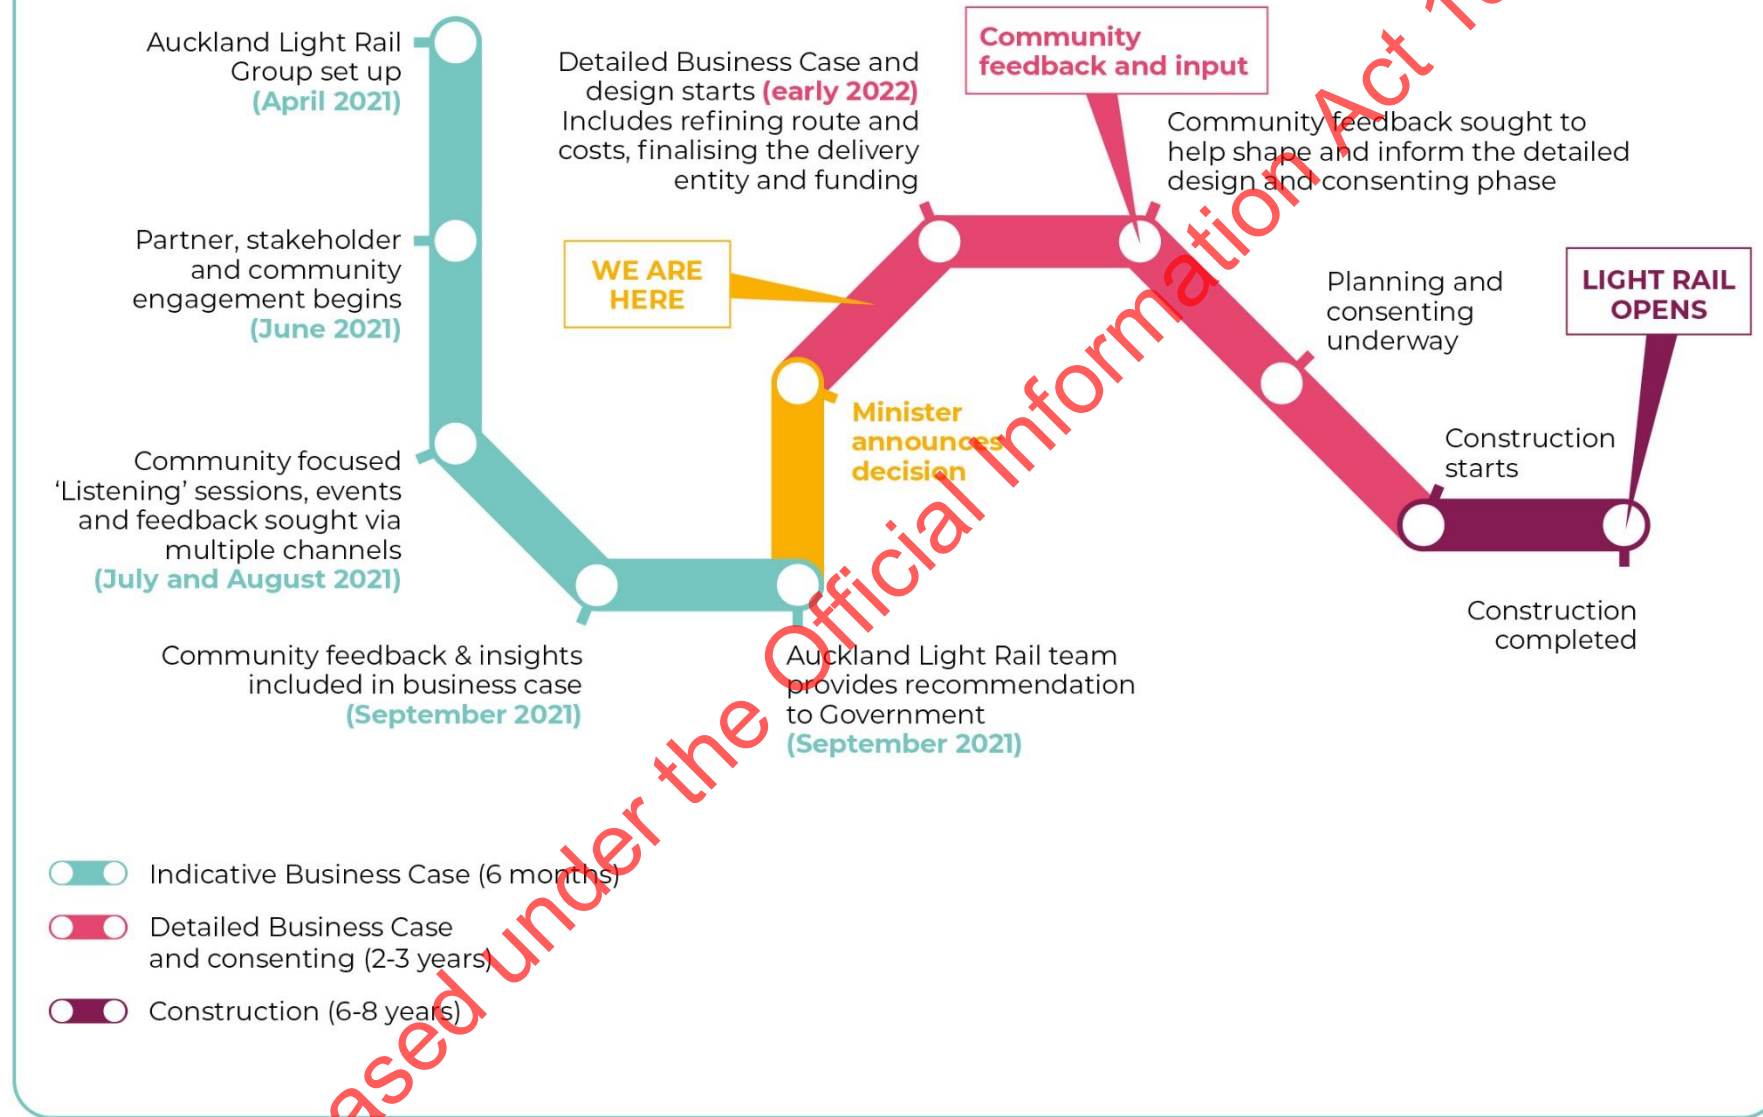 Auckland Light Rail
Group set up
(April 2021)
Partner, stakeholder
and community
engagement begins
(June 2021)
Community focused
‘Listening’ sessions, events
and feedback sought via
multiple channels
(July and August 2021)
Community feedback & insights
included in business case
(September 2021)
Auckland Light Rail team
provides recommendation
to Government
(September 2021)
Minister
announces
decision
WE ARE
HERE
Detailed Business Case and
design starts (early 2022)
Includes refining route and
costs, finalising the delivery
entity and funding
Community
feedback and input
Community feedback sought to
help shape and inform the detailed
design and consenting phase
Planning and
consenting
underway
Construction
starts
LIGHT RAIL
OPENS
Construction
completed
Indicative Business Case (6 months)
Detailed Business Case
and consenting (2-3 years)
Construction (6-8 years)
ased under the Official Information Act 1